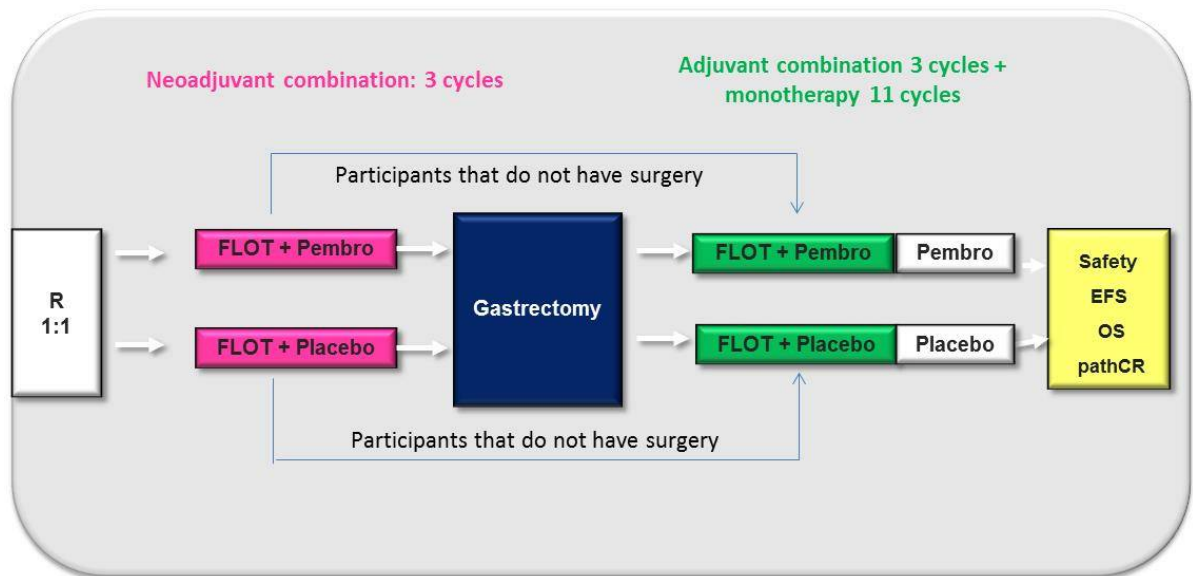 Neoadjuvant combination: 3 cycles
Adjuvant combination 3 cycles +
monotherapy 11 cycles
Participants that do not have surgery
R
1:1
FLOT + Pembro
FLOT + Placebo
Gastrectomy
FLOT + Pembro
Pembro
FLOT + Placebo
Placebo
Safety
EFS
OS
pathCR
Participants that do not have surgery